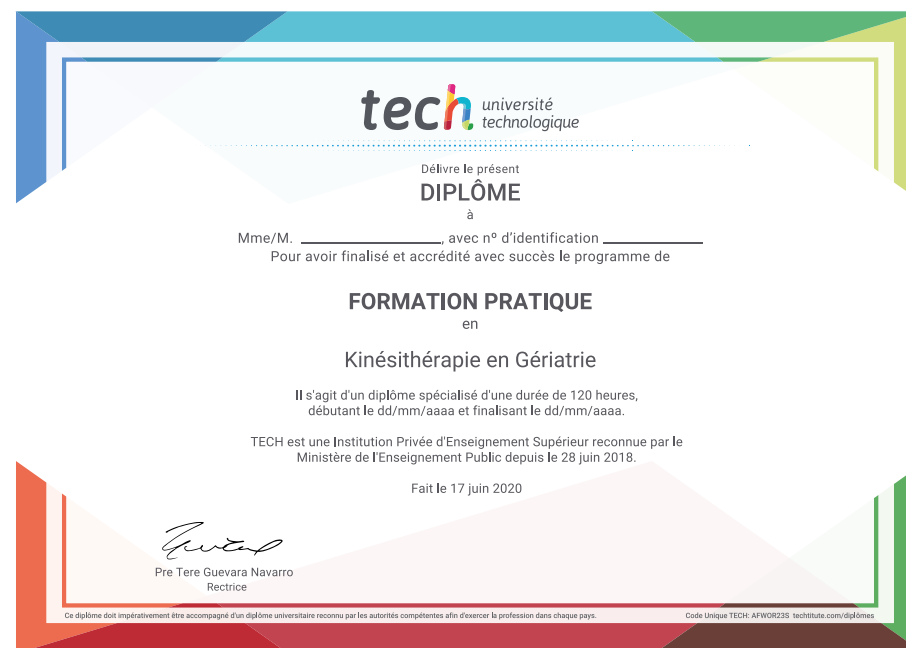 tech université
technologique
Délivre le présent
DIPLÔME
à
Mme/M. ____________________, avec nº d'identification ______________
Pour avoir finalisé et accrédité avec succès le programme de
FORMATION PRATIQUE
en
Kinésithérapie en Gériatrie
Il s'agit d'un diplôme spécialisé d'une durée de 120 heures,
débutant le dd/mm/aaaa et finalisant le dd/mm/aaaa.
TECH est une Institution Privée d'Enseignement Supérieur reconnue par le
Ministère de l'Enseignement Public depuis le 28 juin 2018.
Fait le 17 juin 2020
Pre Tere Guevara Navarro
Rectrice
Ce diplôme doit impérativement être accompagné d'un diplôme universitaire reconnu par les autorités compétentes afin d'exercer la profession dans chaque pays.
Code Unique TECH: AFWOR23S techtitute.com/diplômes